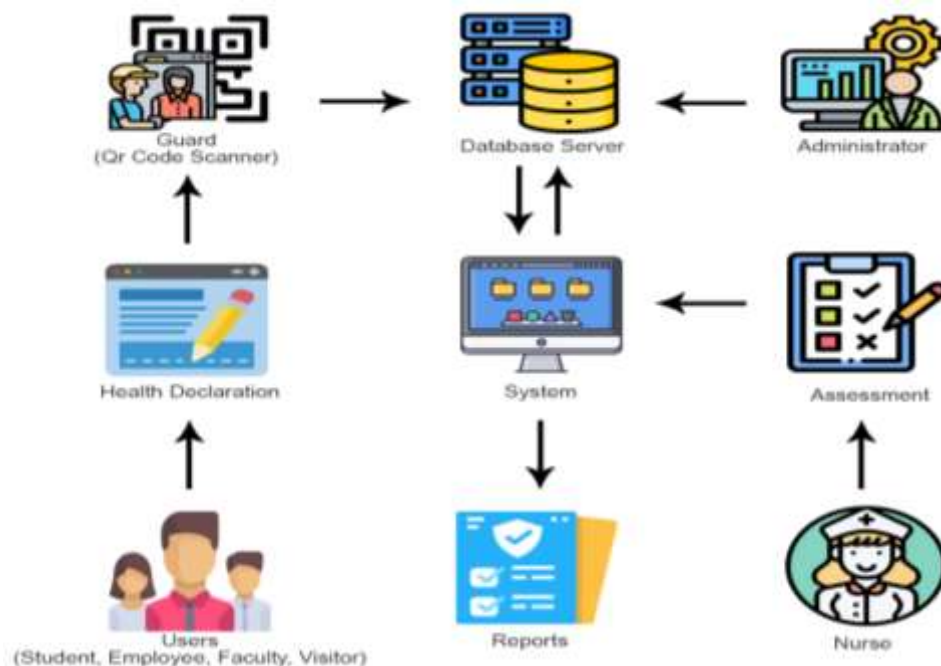 Guard
(Qr Code Scanner)
Database Server
Administrator
Health Declaration
System
Assessment
Users
(Student, Employee, Faculty, Visitor)
Reports
Nurse